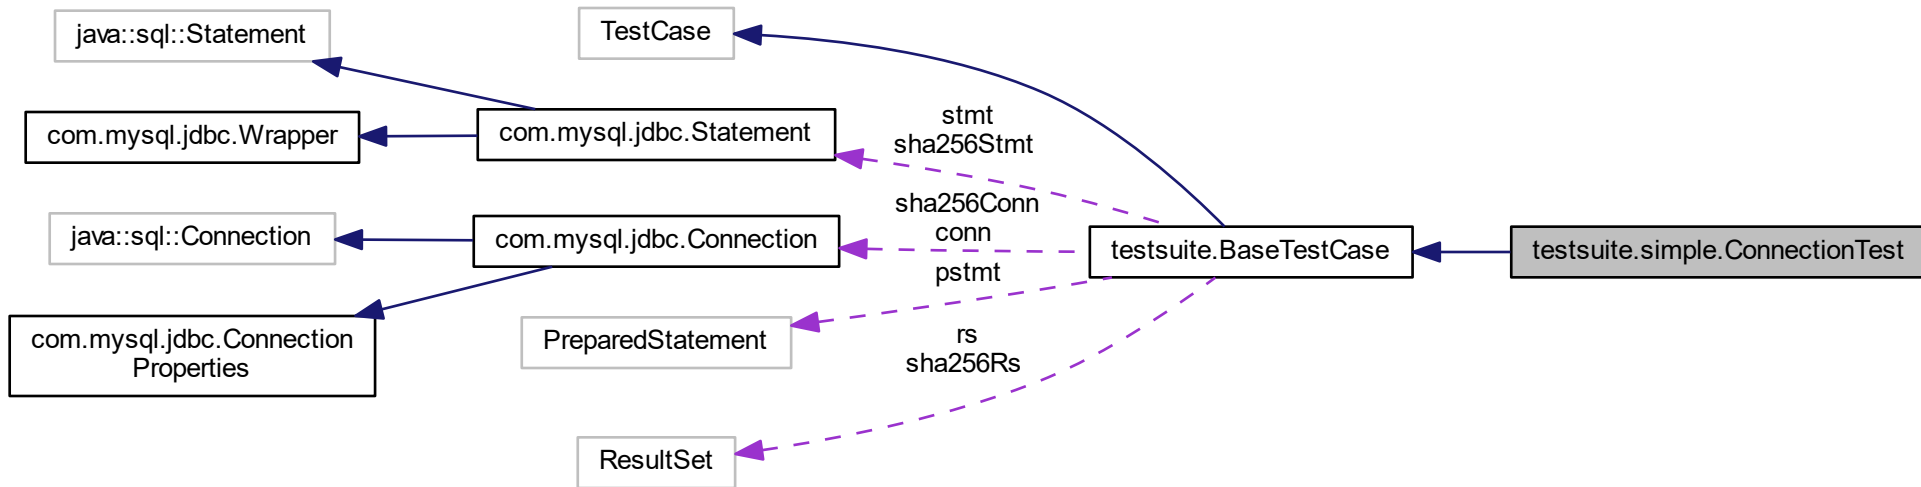 java::sql::Statement
TestCase
com.mysql.jdbc.Wrapper
com.mysql.jdbc.Statement
stmt
sha256Stmt
java::sql::Connection
com.mysql.jdbc.Connection
sha256Conn
conn
testsuite.BaseTestCase
testsuite.simple.ConnectionTest
pstmt
com.mysql.jdbc.Connection
Properties
PreparedStatement
rs
sha256Rs
ResultSet